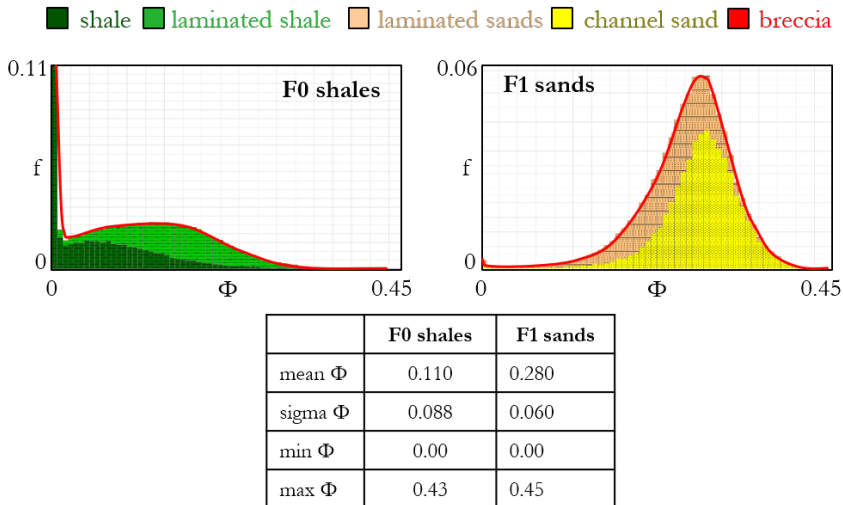 shale laminated shale laminated sands channel sand breccia
0.11 F0 shales
f
0
0 Φ 0.45
0.06 F1 sands
f
0
0 Φ 0.45
F0 shales F1 sands
mean Φ 0.110 0.280
sigma Φ 0.088 0.060
min Φ 0.00 0.00
max Φ 0.43 0.45